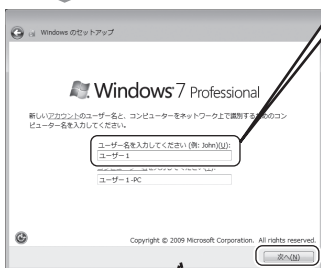 Windows のセットアップ
Windows 7 Professional
新しいアカウントのユーザー名と、コンピューターをネットワーク上で識別するためのコン
ピューター名を入力してください。
ユーザー名を入力してください (例: John)(U):
ユーザー1
ユーザー1-PC
Copyright © 2009 Microsoft Corporation. All rights reserved.
次へ(N)